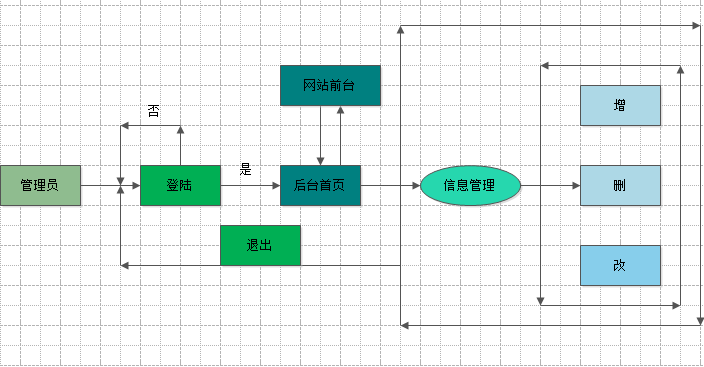 网站前台
增
否
是
管理员
登陆
后台首页
信息管理
删
退出
改